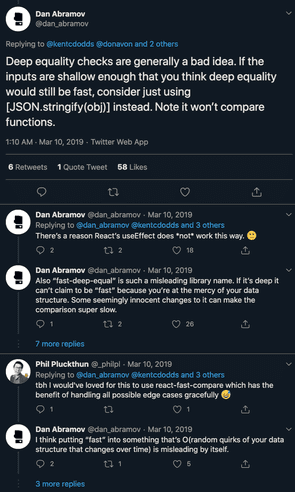 Dan Abramov
@dan_abramov
Replying to @kentcdodds @donavon and 2 others
Deep equality checks are generally a bad idea. If the
inputs are shallow enough that you think deep equality
would still be fast, consider just using
[JSON.stringify(obj)] instead. Note it won't compare
functions.
1:10 AM · Mar 10, 2019 · Twitter Web App
6 Retweets 1 Quote Tweet 58 Likes
Dan Abramov @dan_abramov · Mar 10, 2019
Replying to @dan_abramov @kentcdodds and 3 others
There's a reason React's useEffect does *not* work this way. 🙄
2 2 18
Dan Abramov @dan_abramov · Mar 10, 2019
Also "fast-deep-equal" is such a misleading library name. If it's deep it
can't claim to be "fast" because you're at the mercy of your data
structure. Some seemingly innocent changes to it can make the
comparison super slow.
1 2 26
7 more replies
Phil Pluckthun @_philpl · Mar 10, 2019
Replying to @dan_abramov @kentcdodds and 3 others
tbh I would've loved for this to use react-fast-compare which has the
benefit of handling all possible edge cases gracefully 😅
1 1
Dan Abramov @dan_abramov · Mar 10, 2019
I think putting "fast" into something that's O(random quirks of your data
structure that changes over time) is misleading by itself.
2 1 5
3 more replies